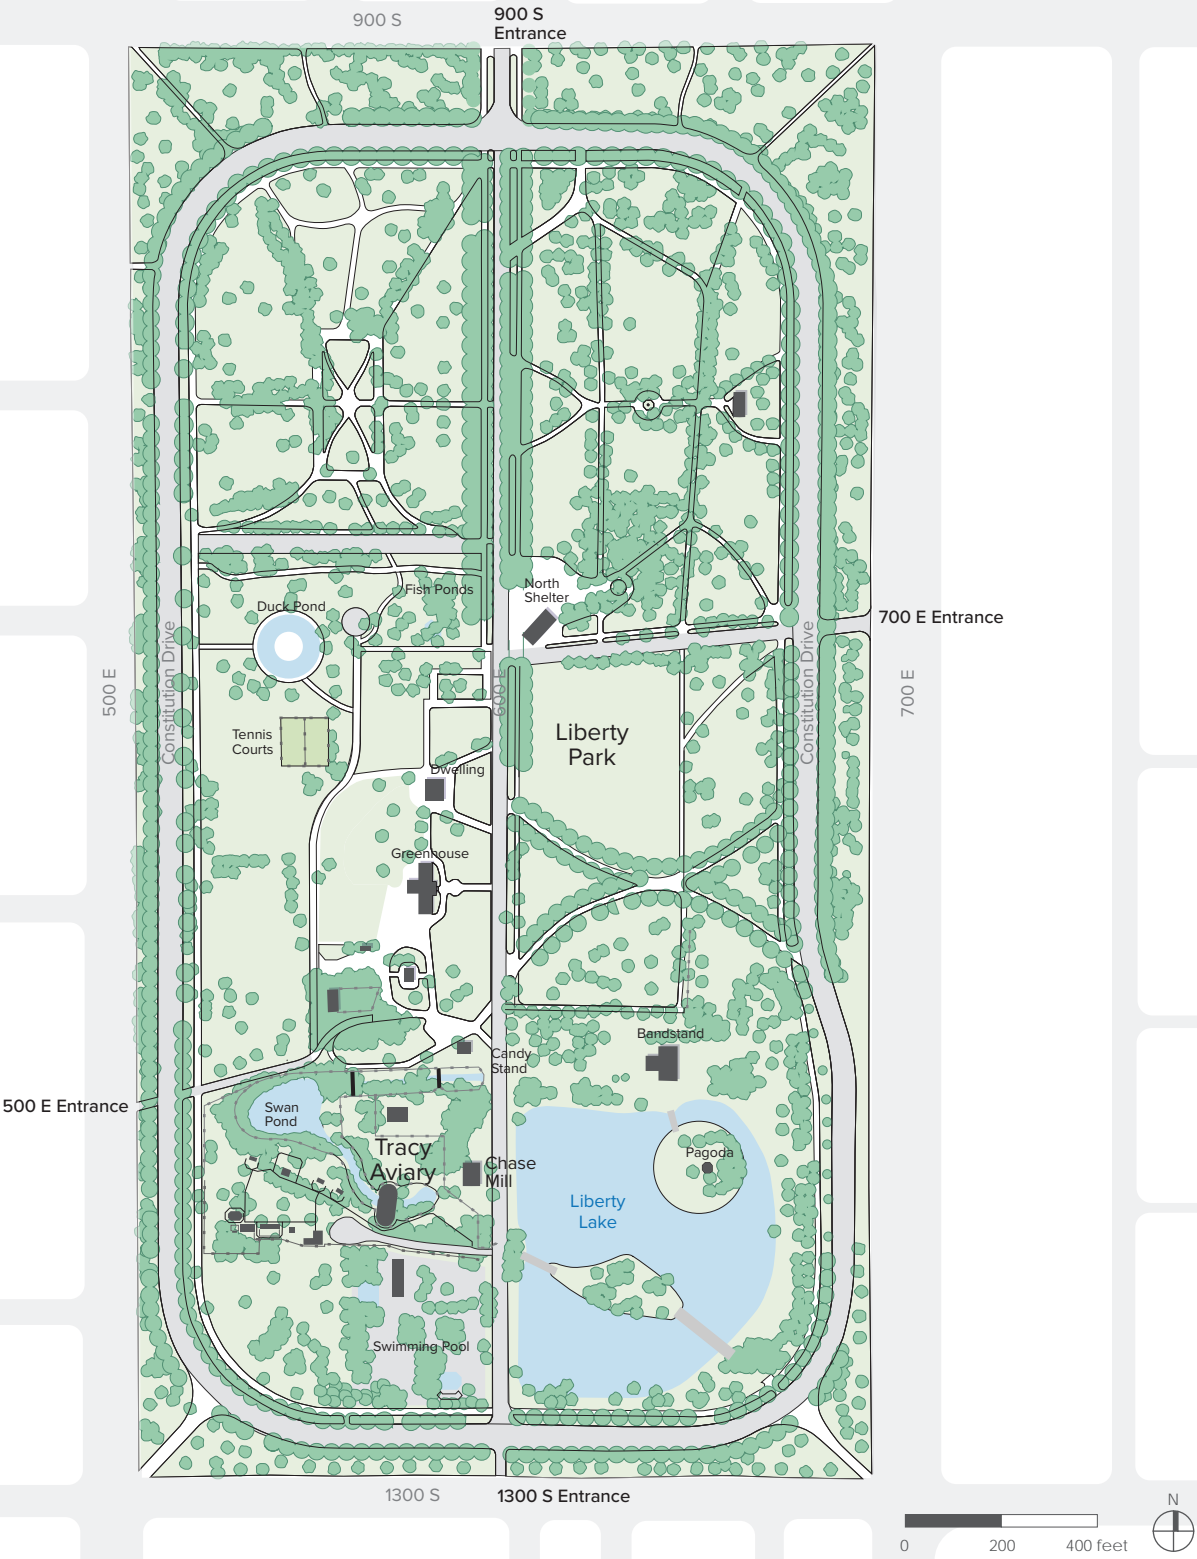 900 S
900 S
Entrance
North
Shelter
Fish Ponds
Duck Pond
700 E Entrance
Constitution Drive
Constitution Drive
500 E
600 E
700 E
Tennis
Courts
Liberty
Park
Dwelling
Greenhouse
Bandstand
Candy
Stand
500 E Entrance
Swan
Pond
Tracy
Aviary
Chase
Mill
Pagoda
Liberty
Lake
Swimming Pool
1300 S
1300 S Entrance
N
0 200 400 feet